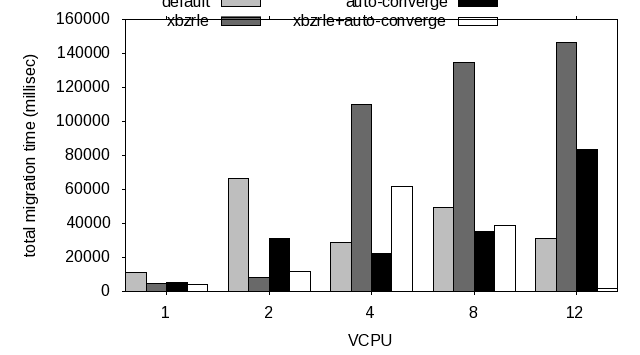 default auto-converge
xbzrle xbzrle+auto-converge
160000
140000
120000
100000
80000
60000
40000
20000
0
total migration time (millisec)
1 2 4 8 12
VCPU